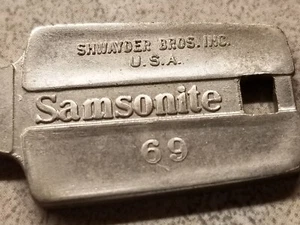 SHWAYDER BROS. INC.
U.S.A.
Samsonite
69